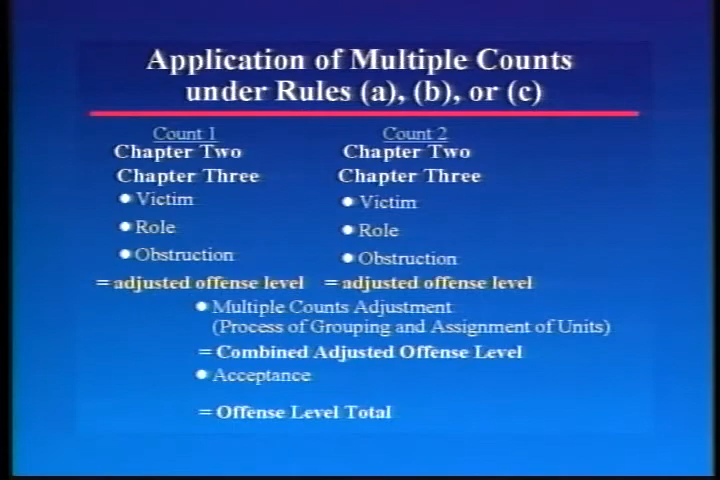 Application of Multiple Counts
under Rules (a), (b), or (c)
Count 1
Chapter Two
Chapter Three
Victim
Role
Obstruction
= adjusted offense level
Count 2
Chapter Two
Chapter Three
Victim
Role
Obstruction
= adjusted offense level
Multiple Counts Adjustment
(Process of Grouping and Assignment of Units)
= Combined Adjusted Offense Level
Acceptance
= Offense Level Total